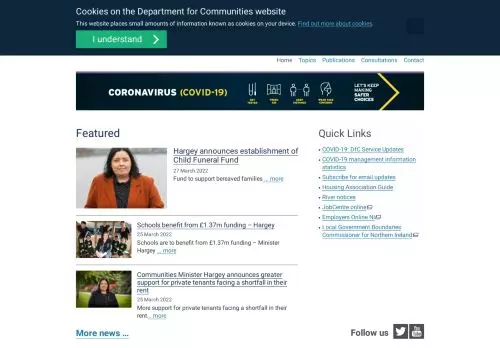 Cookies on the Department for Communities website
This website places small amounts of information known as cookies on your device. Find out more about cookies.
I understand
Home Topics Publications Consultations Contact
CORONAVIRUS (COVID-19)
LET'S KEEP
MAKING
SAFER
CHOICES
Featured
Hargey announces establishment of
Child Funeral Fund
27 March 2022
Fund to support bereaved families ... more
Schools benefit from £1.37m funding – Hargey
25 March 2022
Schools are to benefit from £1.37m funding – Minister
Hargey ... more
Communities Minister Hargey announces greater
support for private tenants facing a shortfall in their
rent
25 March 2022
More support for private tenants facing a shortfall in their
rent... more
More news ...
Quick Links
COVID-19: DfC Service Updates
COVID-19 management information
statistics
Subscribe for email updates
Housing Association Guide
River notices
JobCentre online
Employers Online NI
Local Government Boundaries
Commissioner for Northern Ireland
Follow us
You
Tube